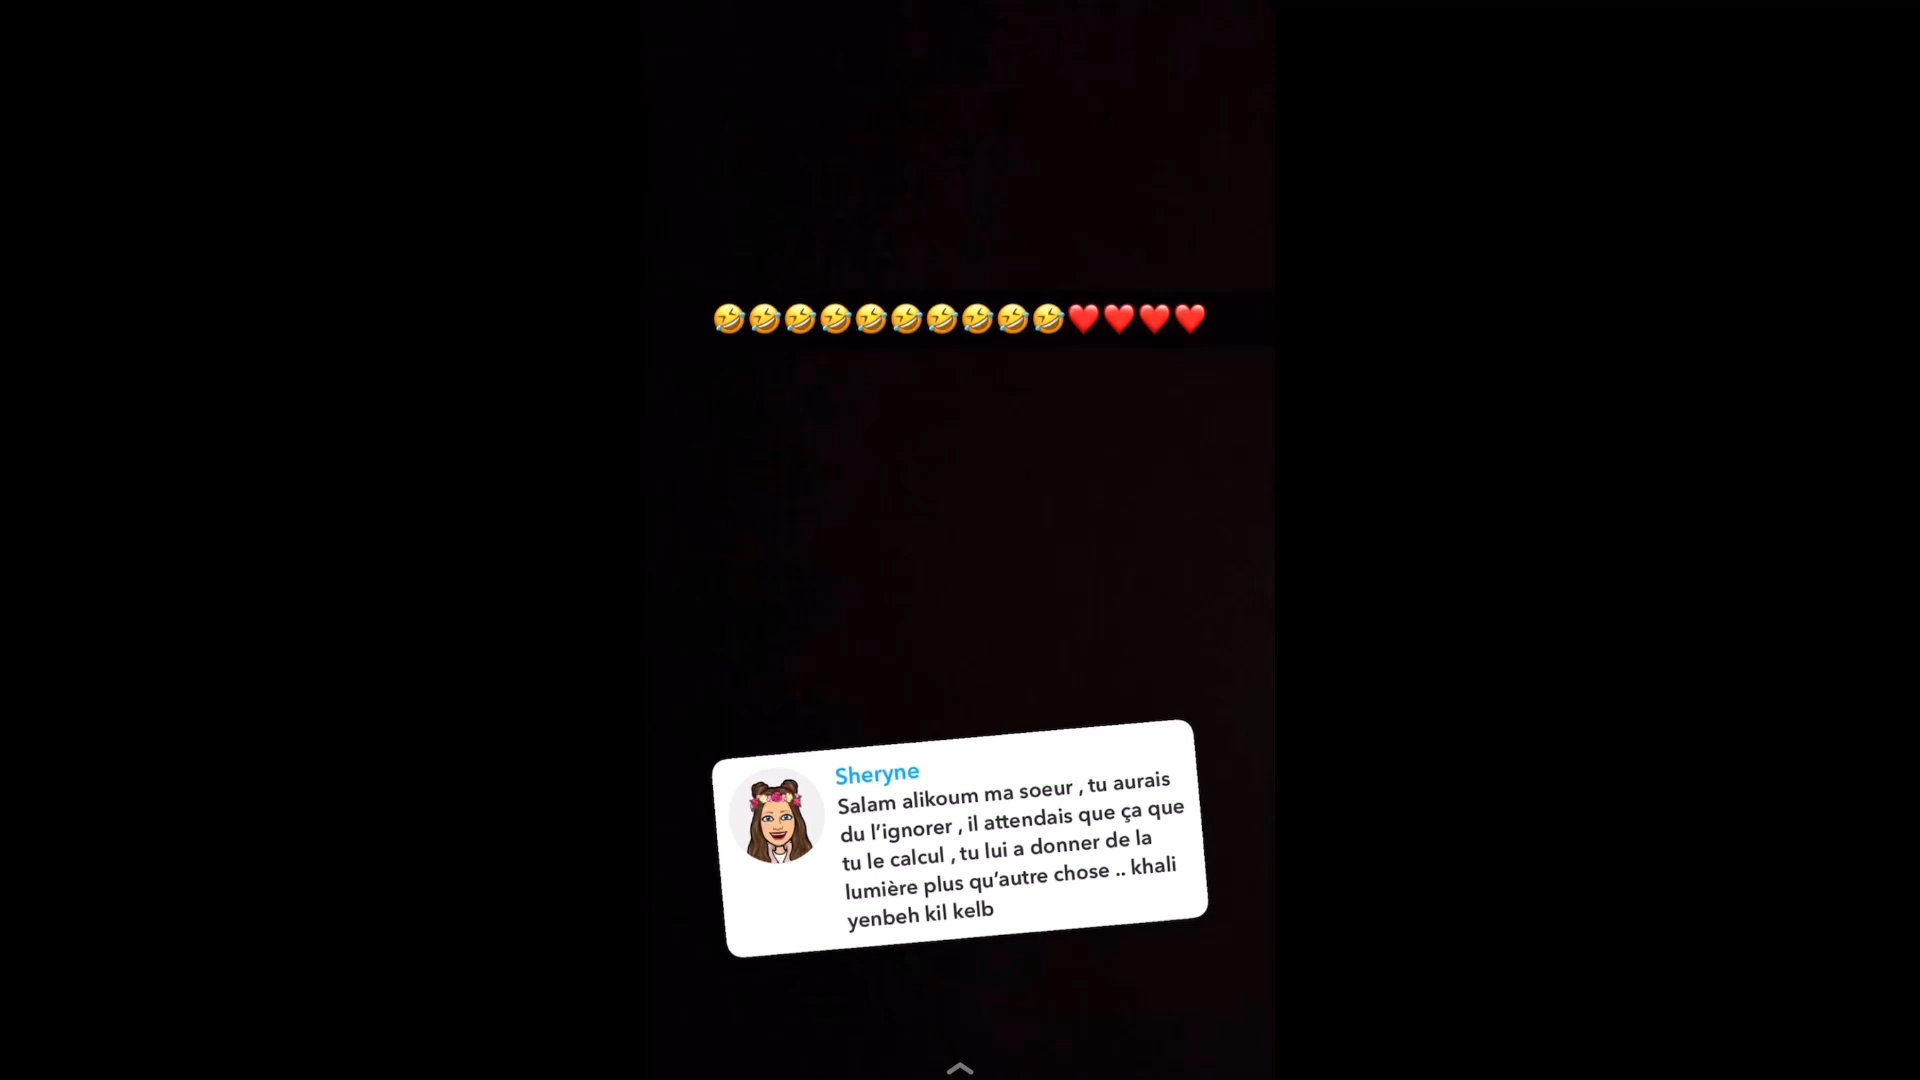 🤣🤣🤣🤣🤣🤣🤣🤣🤣🤣❤️❤️❤️❤️
Sheryne
Salam alikoum ma soeur , tu aurais
du l’ignorer , il attendais que ça que
tu le calcul , tu lui a donner de la
lumière plus qu’autre chose .. khali
yenbeh kil kelb